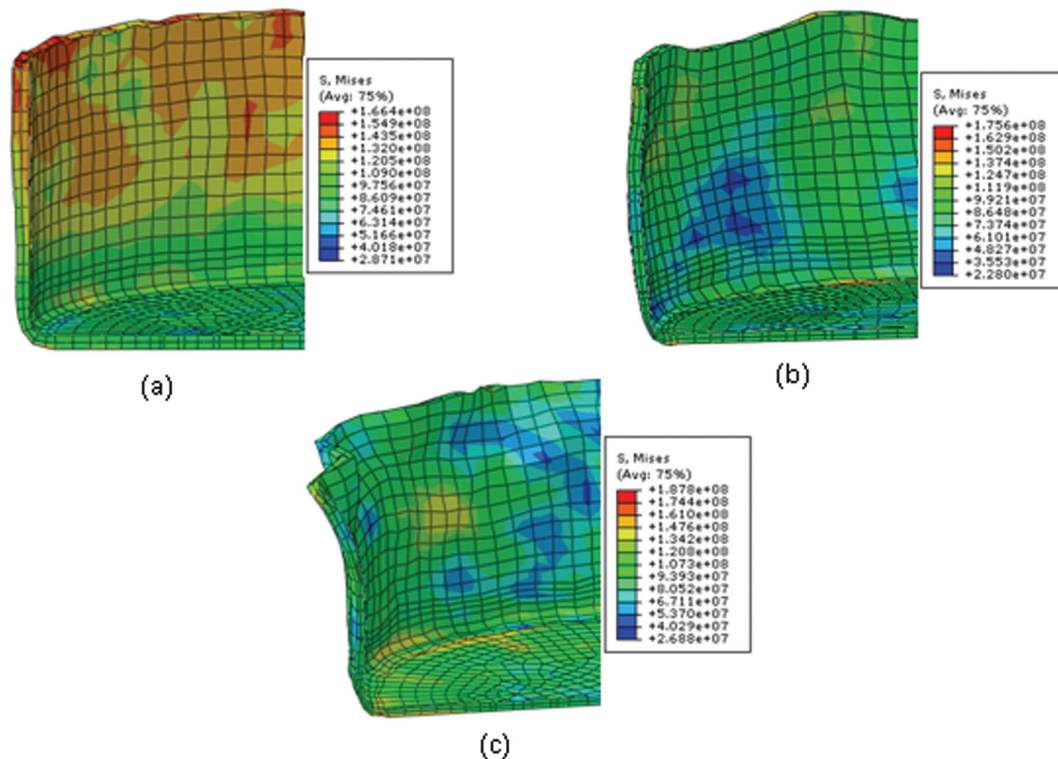 S, Mises
(Avg: 75%)
+1.664e+08
+1.549e+08
+1.435e+08
+1.320e+08
+1.205e+08
+1.090e+08
+9.756e+07
+8.609e+07
+7.461e+07
+6.314e+07
+5.166e+07
+4.018e+07
+2.871e+07
(a)
S, Mises
(Avg: 75%)
+1.756e+08
+1.629e+08
+1.502e+08
+1.374e+08
+1.247e+08
+1.119e+08
+9.921e+07
+8.648e+07
+7.374e+07
+6.101e+07
+4.827e+07
+3.553e+07
+2.280e+07
(b)
S, Mises
(Avg: 75%)
+1.878e+08
+1.744e+08
+1.610e+08
+1.476e+08
+1.342e+08
+1.208e+08
+1.073e+08
+9.393e+07
+8.052e+07
+6.711e+07
+5.370e+07
+4.029e+07
+2.688e+07
(c)